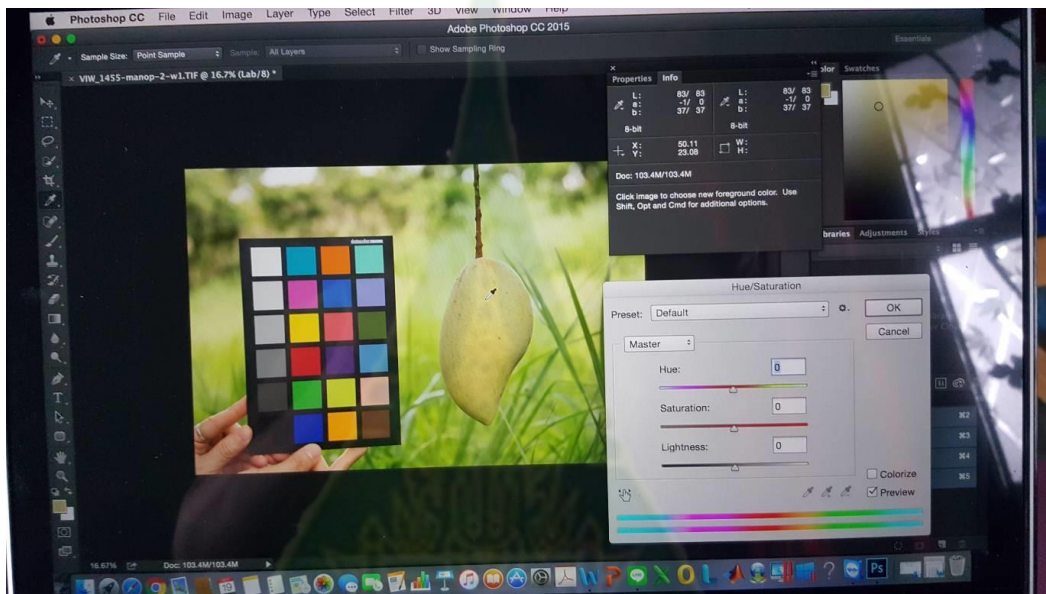 Photoshop CC File Edit Image Layer Type Select Filter 3D View Window Help
Adobe Photoshop CC 2015
Sample Size: Point Sample Sample: All Layers Show Sampling Ring
Essentials
VIW_1455-manop-2-w1.TIF @ 16.7% (Lab/8) *
Properties Info
Swatches
L: 83/ 83 L: 83/ 83
a: -1/ 0 a: -1/ 0
b: 37/ 37 b: 37/ 37
8-bit 8-bit
X: 50.11 W:
Y: 23.08 H:
Doc: 103.4M/103.4M
Click image to choose new foreground color. Use
Shift, Opt and Cmd for additional options.
Adjustments Styles
Hue/Saturation
Preset: Default OK
Cancel
Master
Hue: 0
Saturation: 0
Lightness: 0
Colorize
Preview
⌘2
⌘3
⌘4
⌘5
16.67% Doc: 103.4M/103.4M
Ps